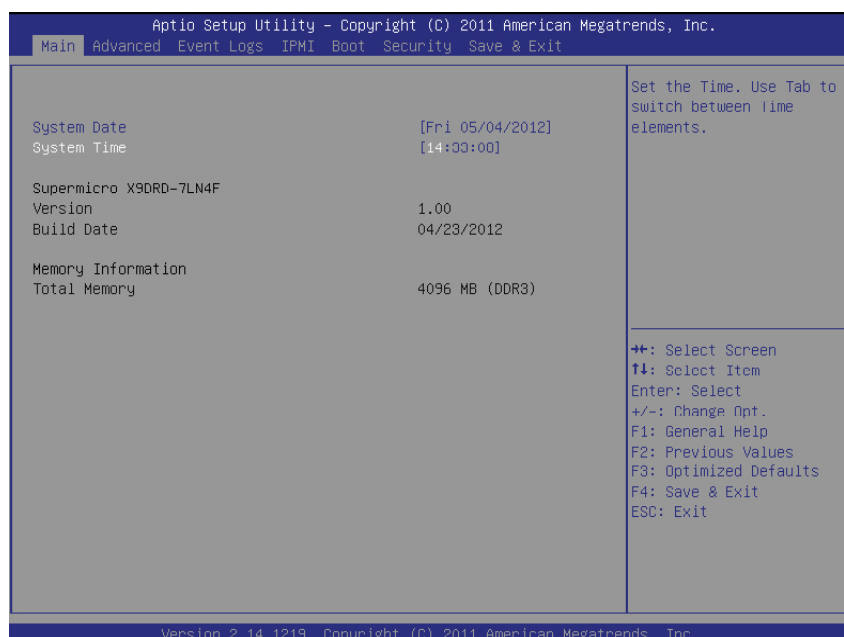 Aptio Setup Utility – Copyright (C) 2011 American Megatrends, Inc.
Main Advanced Event Logs IPMI Boot Security Save & Exit
System Date [Fri 05/04/2012]
System Time
Supermicro X9DRD-7LN4F
Version 1.00
Build Date 04/23/2012
Memory Information
Total Memory 4096 MB (DDR3)
Set the Time. Use Tab to
switch between Time
elements.
→←: Select Screen
↑↓: Select Item
Enter: Select
+/-: Change Opt.
F1: General Help
F2: Previous Values
F3: Optimized Defaults
F4: Save & Exit
ESC: Exit
Version 2.14.1219. Copyright (C) 2011 American Megatrends, Inc.